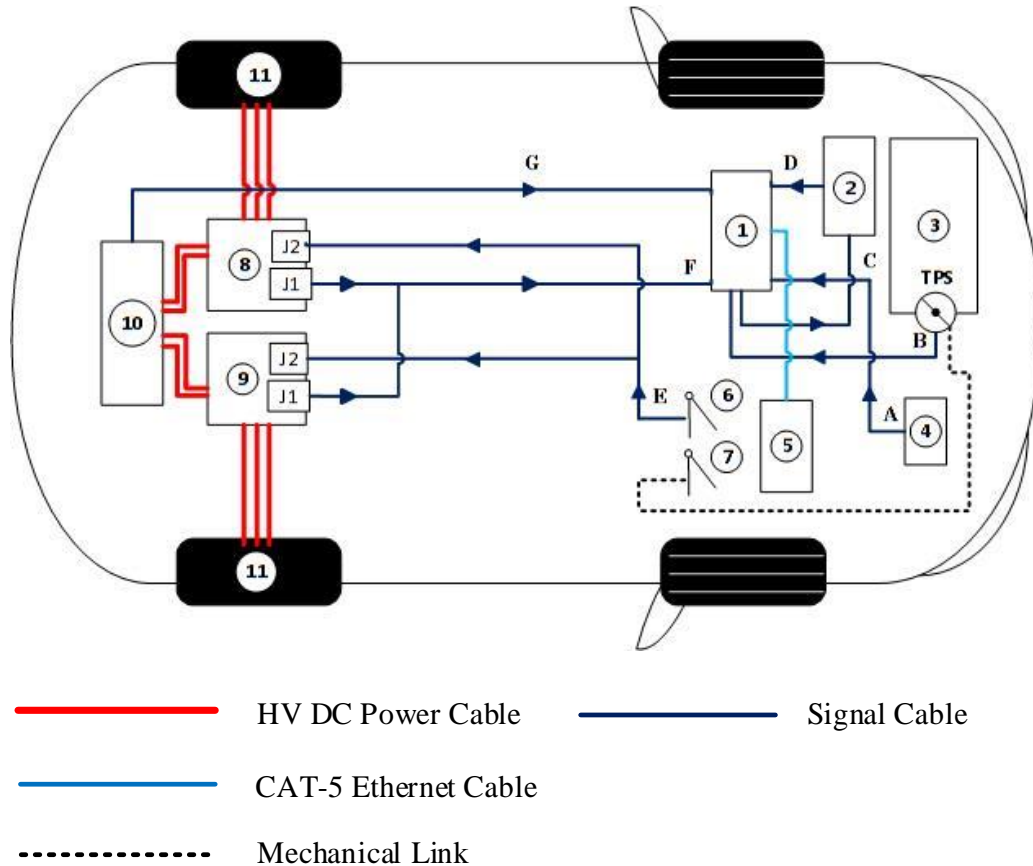 11
G
D
2
1
3
J2
8
F
C
TPS
J1
10
B
J2
9
6
J1
E
A
4
7
5
11
HV DC Power Cable
Signal Cable
CAT-5 Ethernet Cable
Mechanical Link